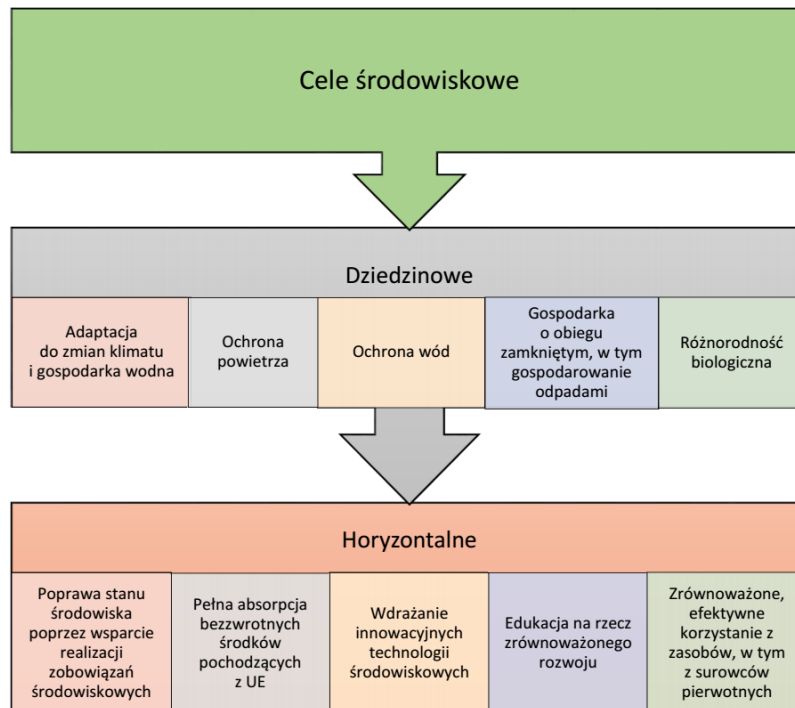 Cele środowiskowe
Dziedzinowe
Adaptacja
do zmian klimatu
i gospodarka wodna
Ochrona
powietrza
Ochrona wód
Gospodarka
o obiegu
zamkniętym, w tym
gospodarowanie
odpadami
Różnorodność
biologiczna
Horyzontalne
Poprawa stanu
środowiska
poprzez wsparcie
realizacji
zobowiązań
środowiskowych
Pełna absorpcja
bezzwrotnych
środków
pochodzących
z UE
Wdrażanie
innowacyjnych
technologii
środowiskowych
Edukacja na rzecz
zrównoważonego
rozwoju
Zrównoważone,
efektywne
korzystanie z
zasobów, w tym
z surowców
pierwotnych